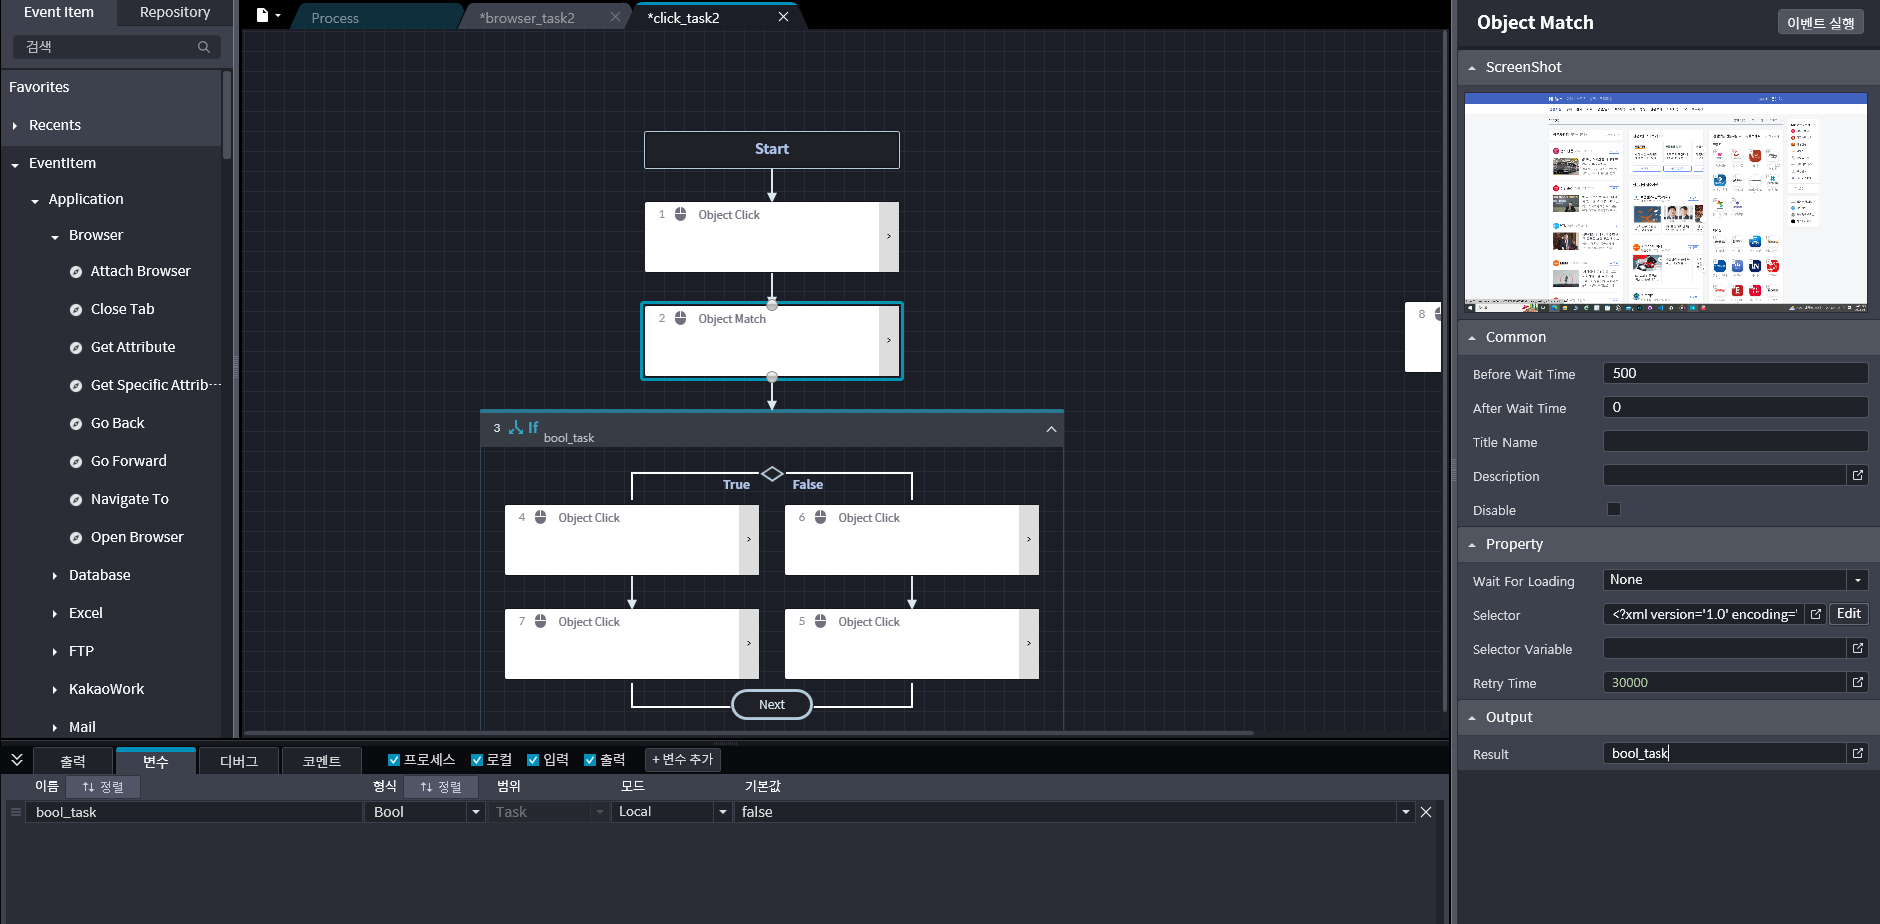 Event Item
Repository
검색
Favorites
Recents
EventItem
Application
Browser
Attach Browser
Close Tab
Get Attribute
Get Specific Attrib···
Go Back
Go Forward
Navigate To
Open Browser
Database
Excel
FTP
KakaoWork
Mail
Process
*browser_task2
*click_task2
Start
1 Object Click
2 Object Match
8
3 If bool_task
True False
4 Object Click
6 Object Click
7 Object Click
5 Object Click
Next
Object Match
이벤트 실행
ScreenShot
Common
Before Wait Time 500
After Wait Time 0
Title Name
Description
Disable
Property
Wait For Loading None
Selector <?xml version='1.0' encoding=' Edit
Selector Variable
Retry Time 30000
Output
Result bool_task
출력 변수 디버그 코멘트 프로세스 로컬 입력 출력 + 변수 추가
이름 정렬 형식 정렬 범위 모드 기본값
bool_task Bool Task Local false